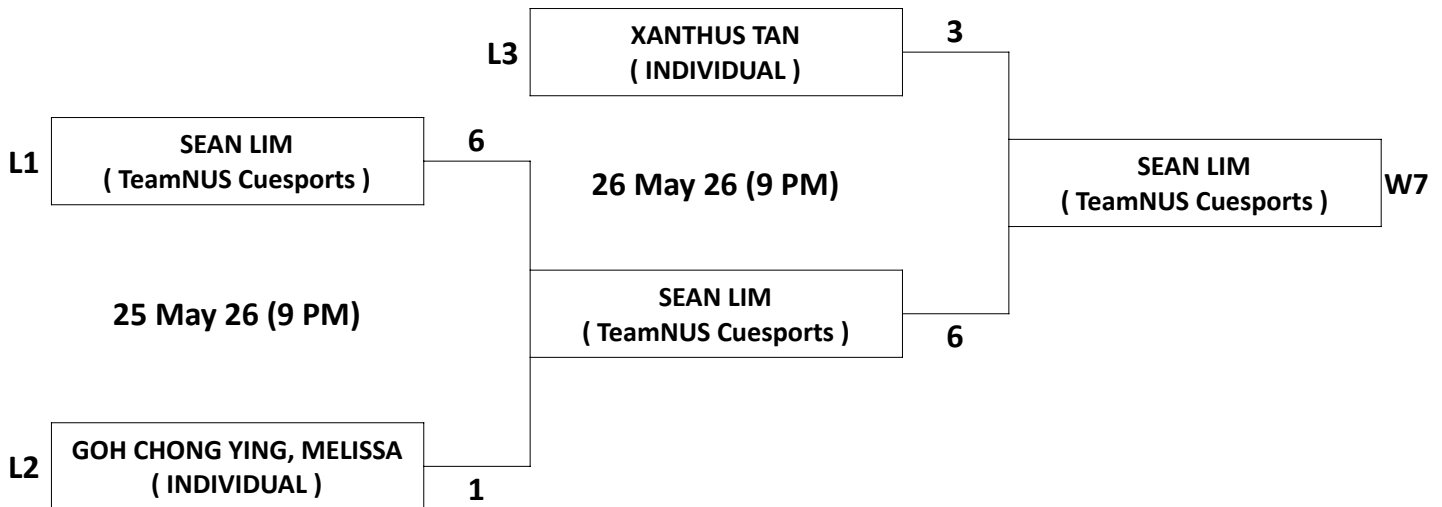 L3
XANTHUS TAN
( INDIVIDUAL )
3
L1
SEAN LIM
( TeamNUS Cuesports )
6
26 May 26 (9 PM)
SEAN LIM
( TeamNUS Cuesports )
W7
25 May 26 (9 PM)
SEAN LIM
( TeamNUS Cuesports )
6
L2
GOH CHONG YING, MELISSA
( INDIVIDUAL )
1